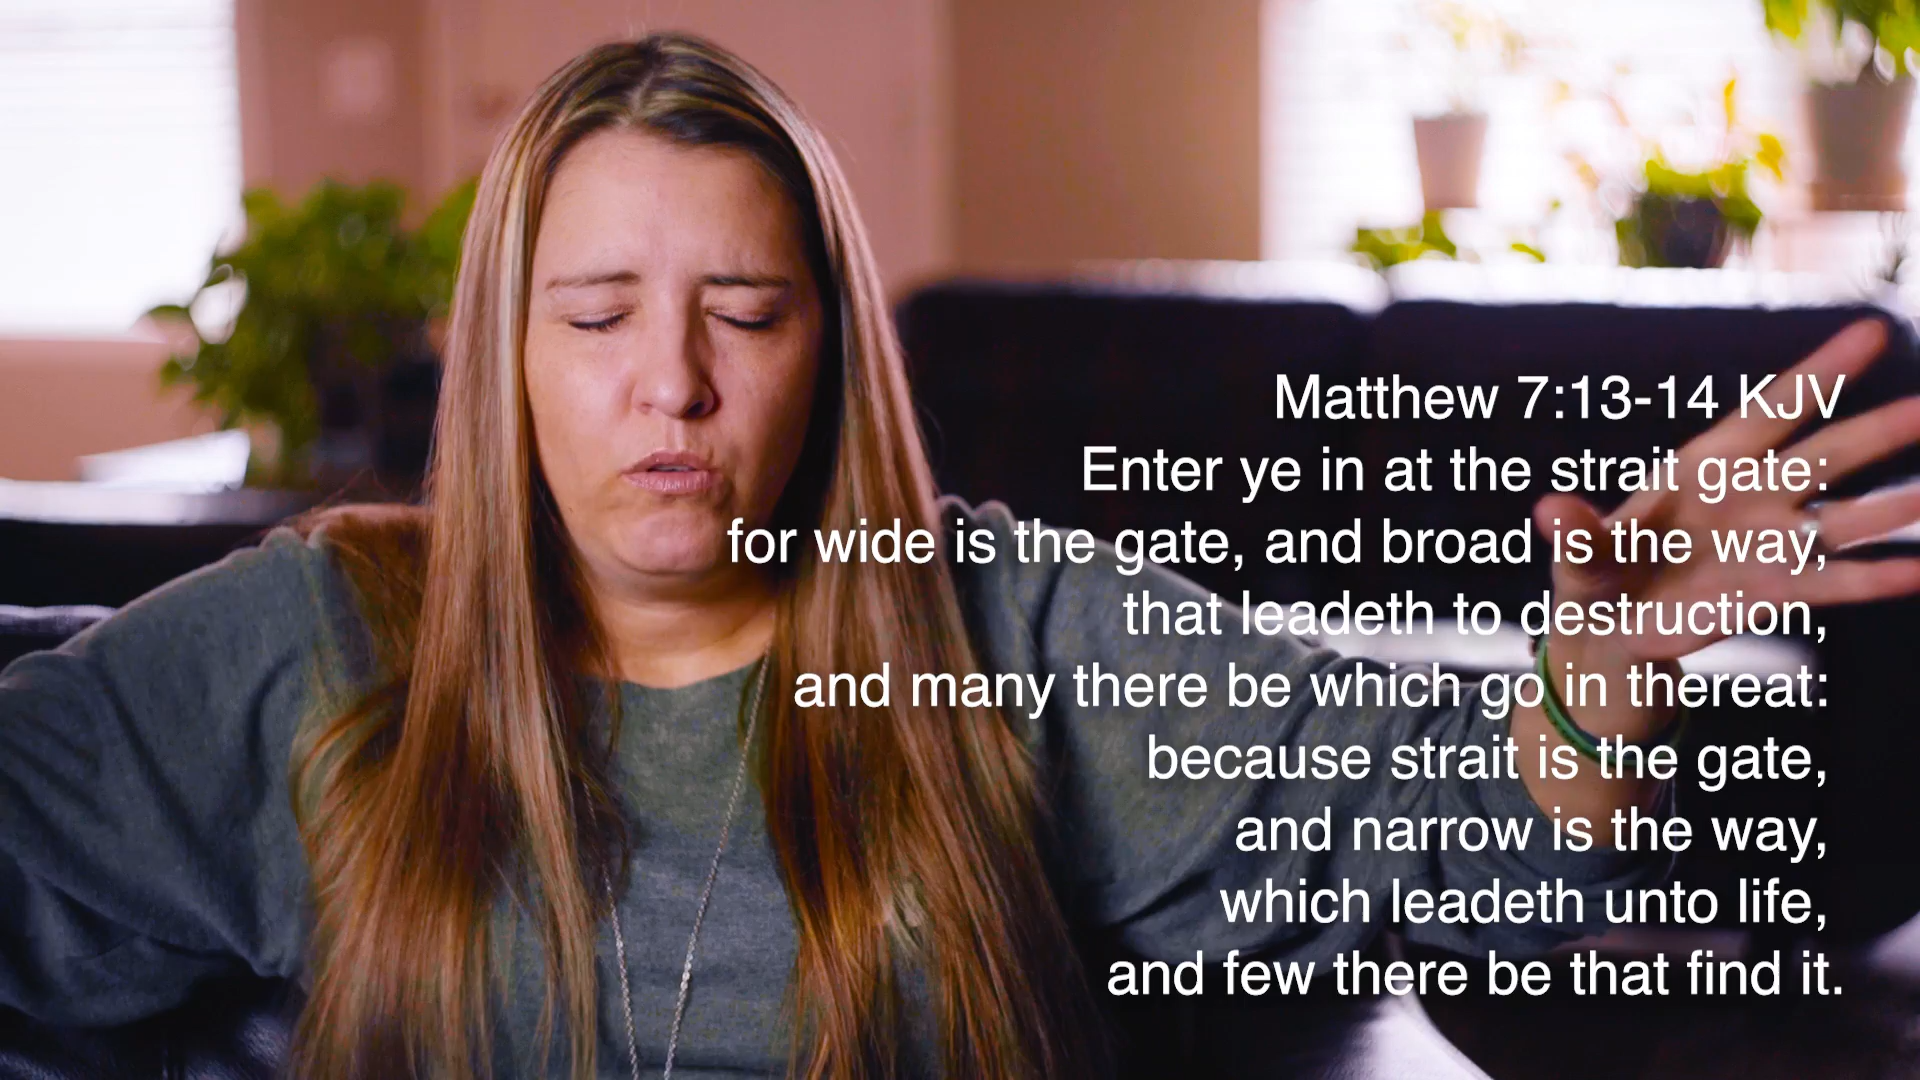 Matthew 7:13-14 KJV
Enter ye in at the strait gate:
for wide is the gate, and broad is the way,
that leadeth to destruction,
and many there be which go in thereat:
because strait is the gate,
and narrow is the way,
which leadeth unto life,
and few there be that find it.